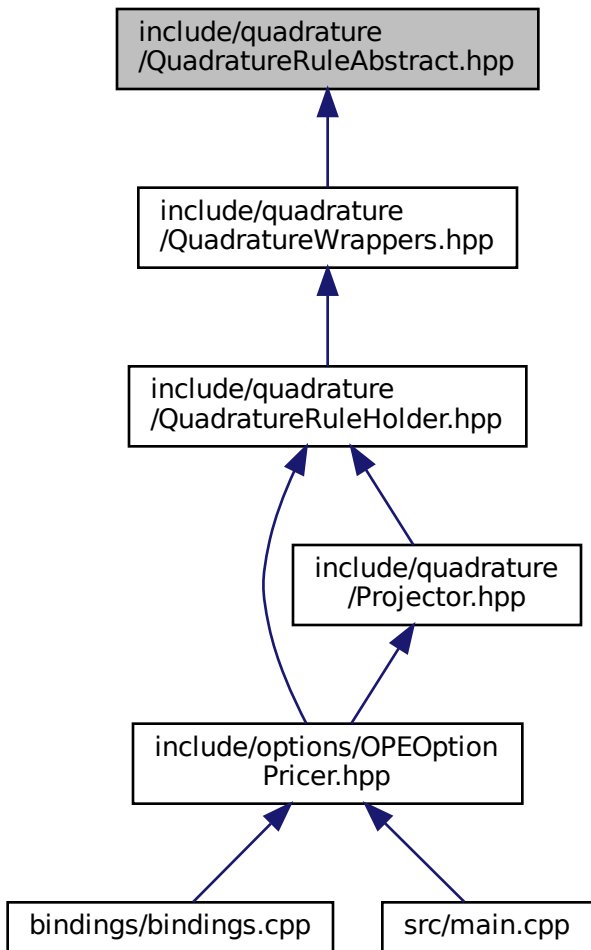 include/quadrature
/QuadratureRuleAbstract.hpp
include/quadrature
/QuadratureWrappers.hpp
include/quadrature
/QuadratureRuleHolder.hpp
include/quadrature
/Projector.hpp
include/options/OPEOption
Pricer.hpp
bindings/bindings.cpp
src/main.cpp